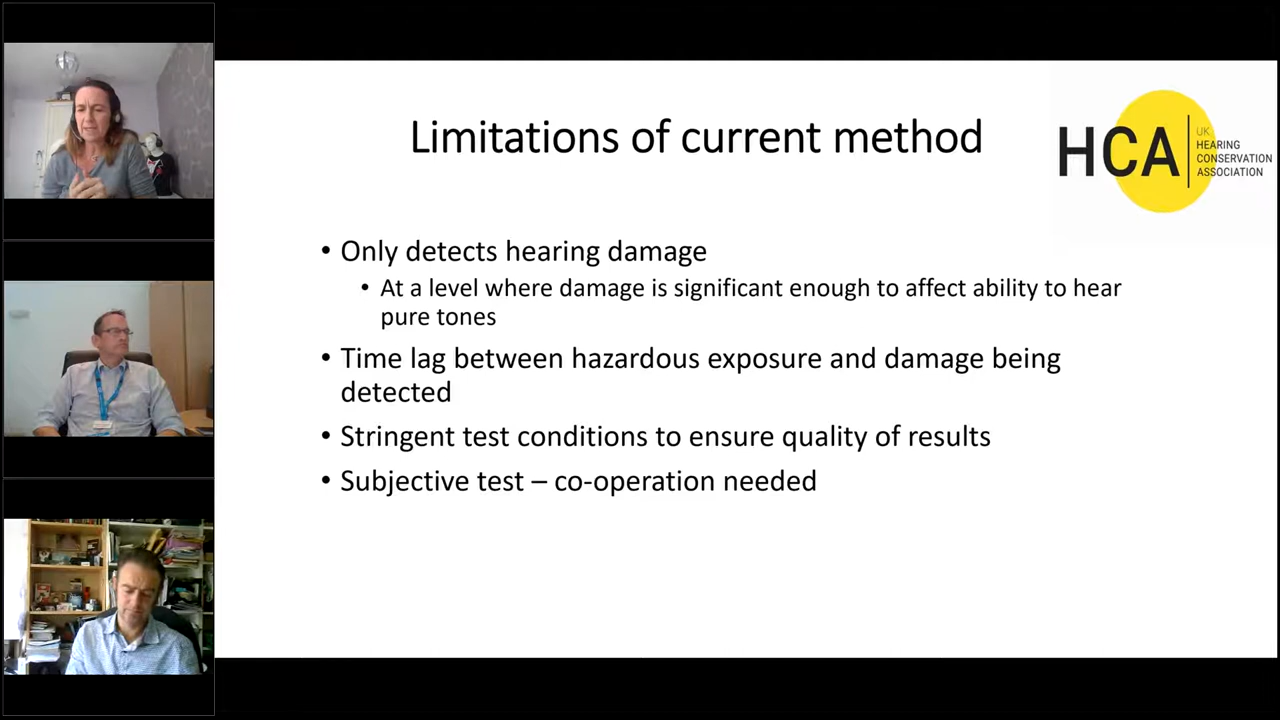 Limitations of current method
HCA
UK
HEARING
CONSERVATION
ASSOCIATION
• Only detects hearing damage
• At a level where damage is significant enough to affect ability to hear
pure tones
• Time lag between hazardous exposure and damage being
detected
• Stringent test conditions to ensure quality of results
• Subjective test – co-operation needed